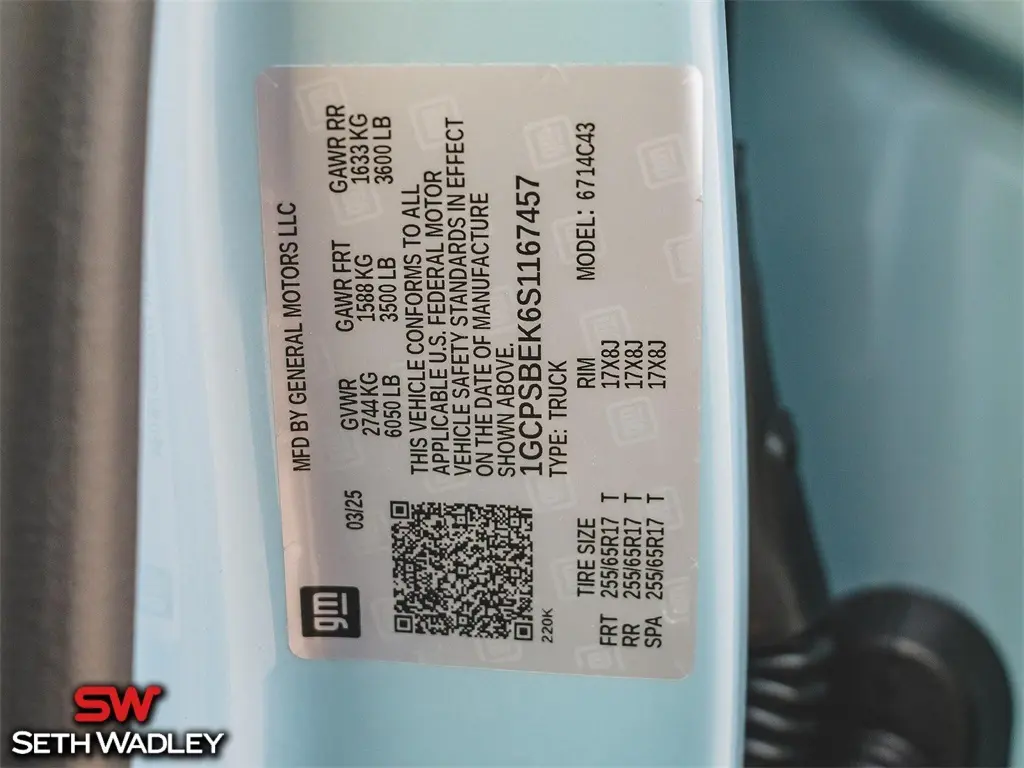 gm
03/25
MFD BY GENERAL MOTORS LLC
GVWR GAWR FRT GAWR RR
2744 KG 1588 KG 1633 KG
6050 LB 3500 LB 3600 LB
THIS VEHICLE CONFORMS TO ALL
APPLICABLE U.S. FEDERAL MOTOR
VEHICLE SAFETY STANDARDS IN EFFECT
ON THE DATE OF MANUFACTURE
SHOWN ABOVE.
1GCPSBEK6S1167457
220K
TYPE: TRUCK MODEL: 6714C43
TIRE SIZE RIM
FRT 255/65R17 T 17X8J
RR 255/65R17 T 17X8J
SPA 255/65R17 T 17X8J
SW
SETH WADLEY